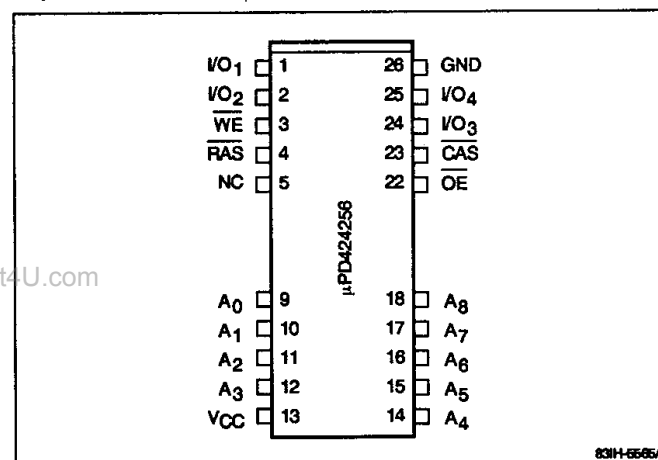 I/O1 1 26 GND
I/O2 2 25 I/O4
WE 3 24 I/O3
RAS 4 23 CAS
NC 5 22 OE
μPD424256
t4U.com
A0 9 18 A8
A1 10 17 A7
A2 11 16 A6
A3 12 15 A5
VCC 13 14 A4
83IH-5565A